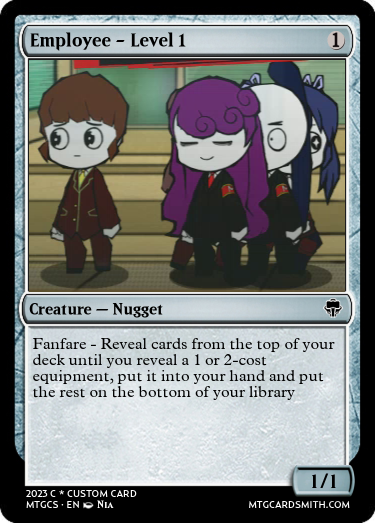 Employee – Level 1
1
Creature — Nugget
Fanfare - Reveal cards from the top of your
deck until you reveal a 1 or 2-cost
equipment, put it into your hand and put
the rest on the bottom of your library
1/1
2023 C * CUSTOM CARD
MTGCS · EN NIA
MTGCARDSMITH.COM